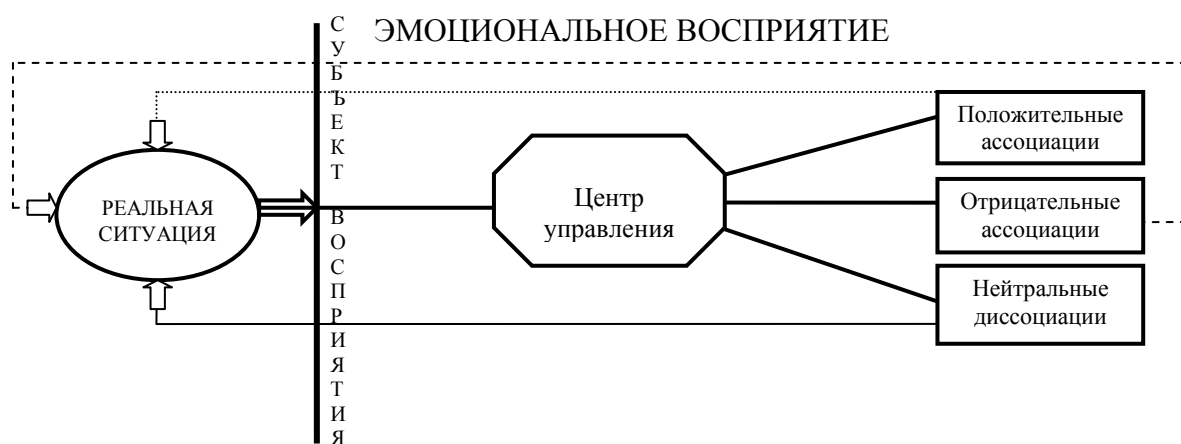 ЭМОЦИОНАЛЬНОЕ ВОСПРИЯТИЕ
СУБЪЕКТ ВОСПРИЯТИЯ
РЕАЛЬНАЯ
СИТУАЦИЯ
Центр
управления
Положительные
ассоциации
Отрицательные
ассоциации
Нейтральные
диссоциации